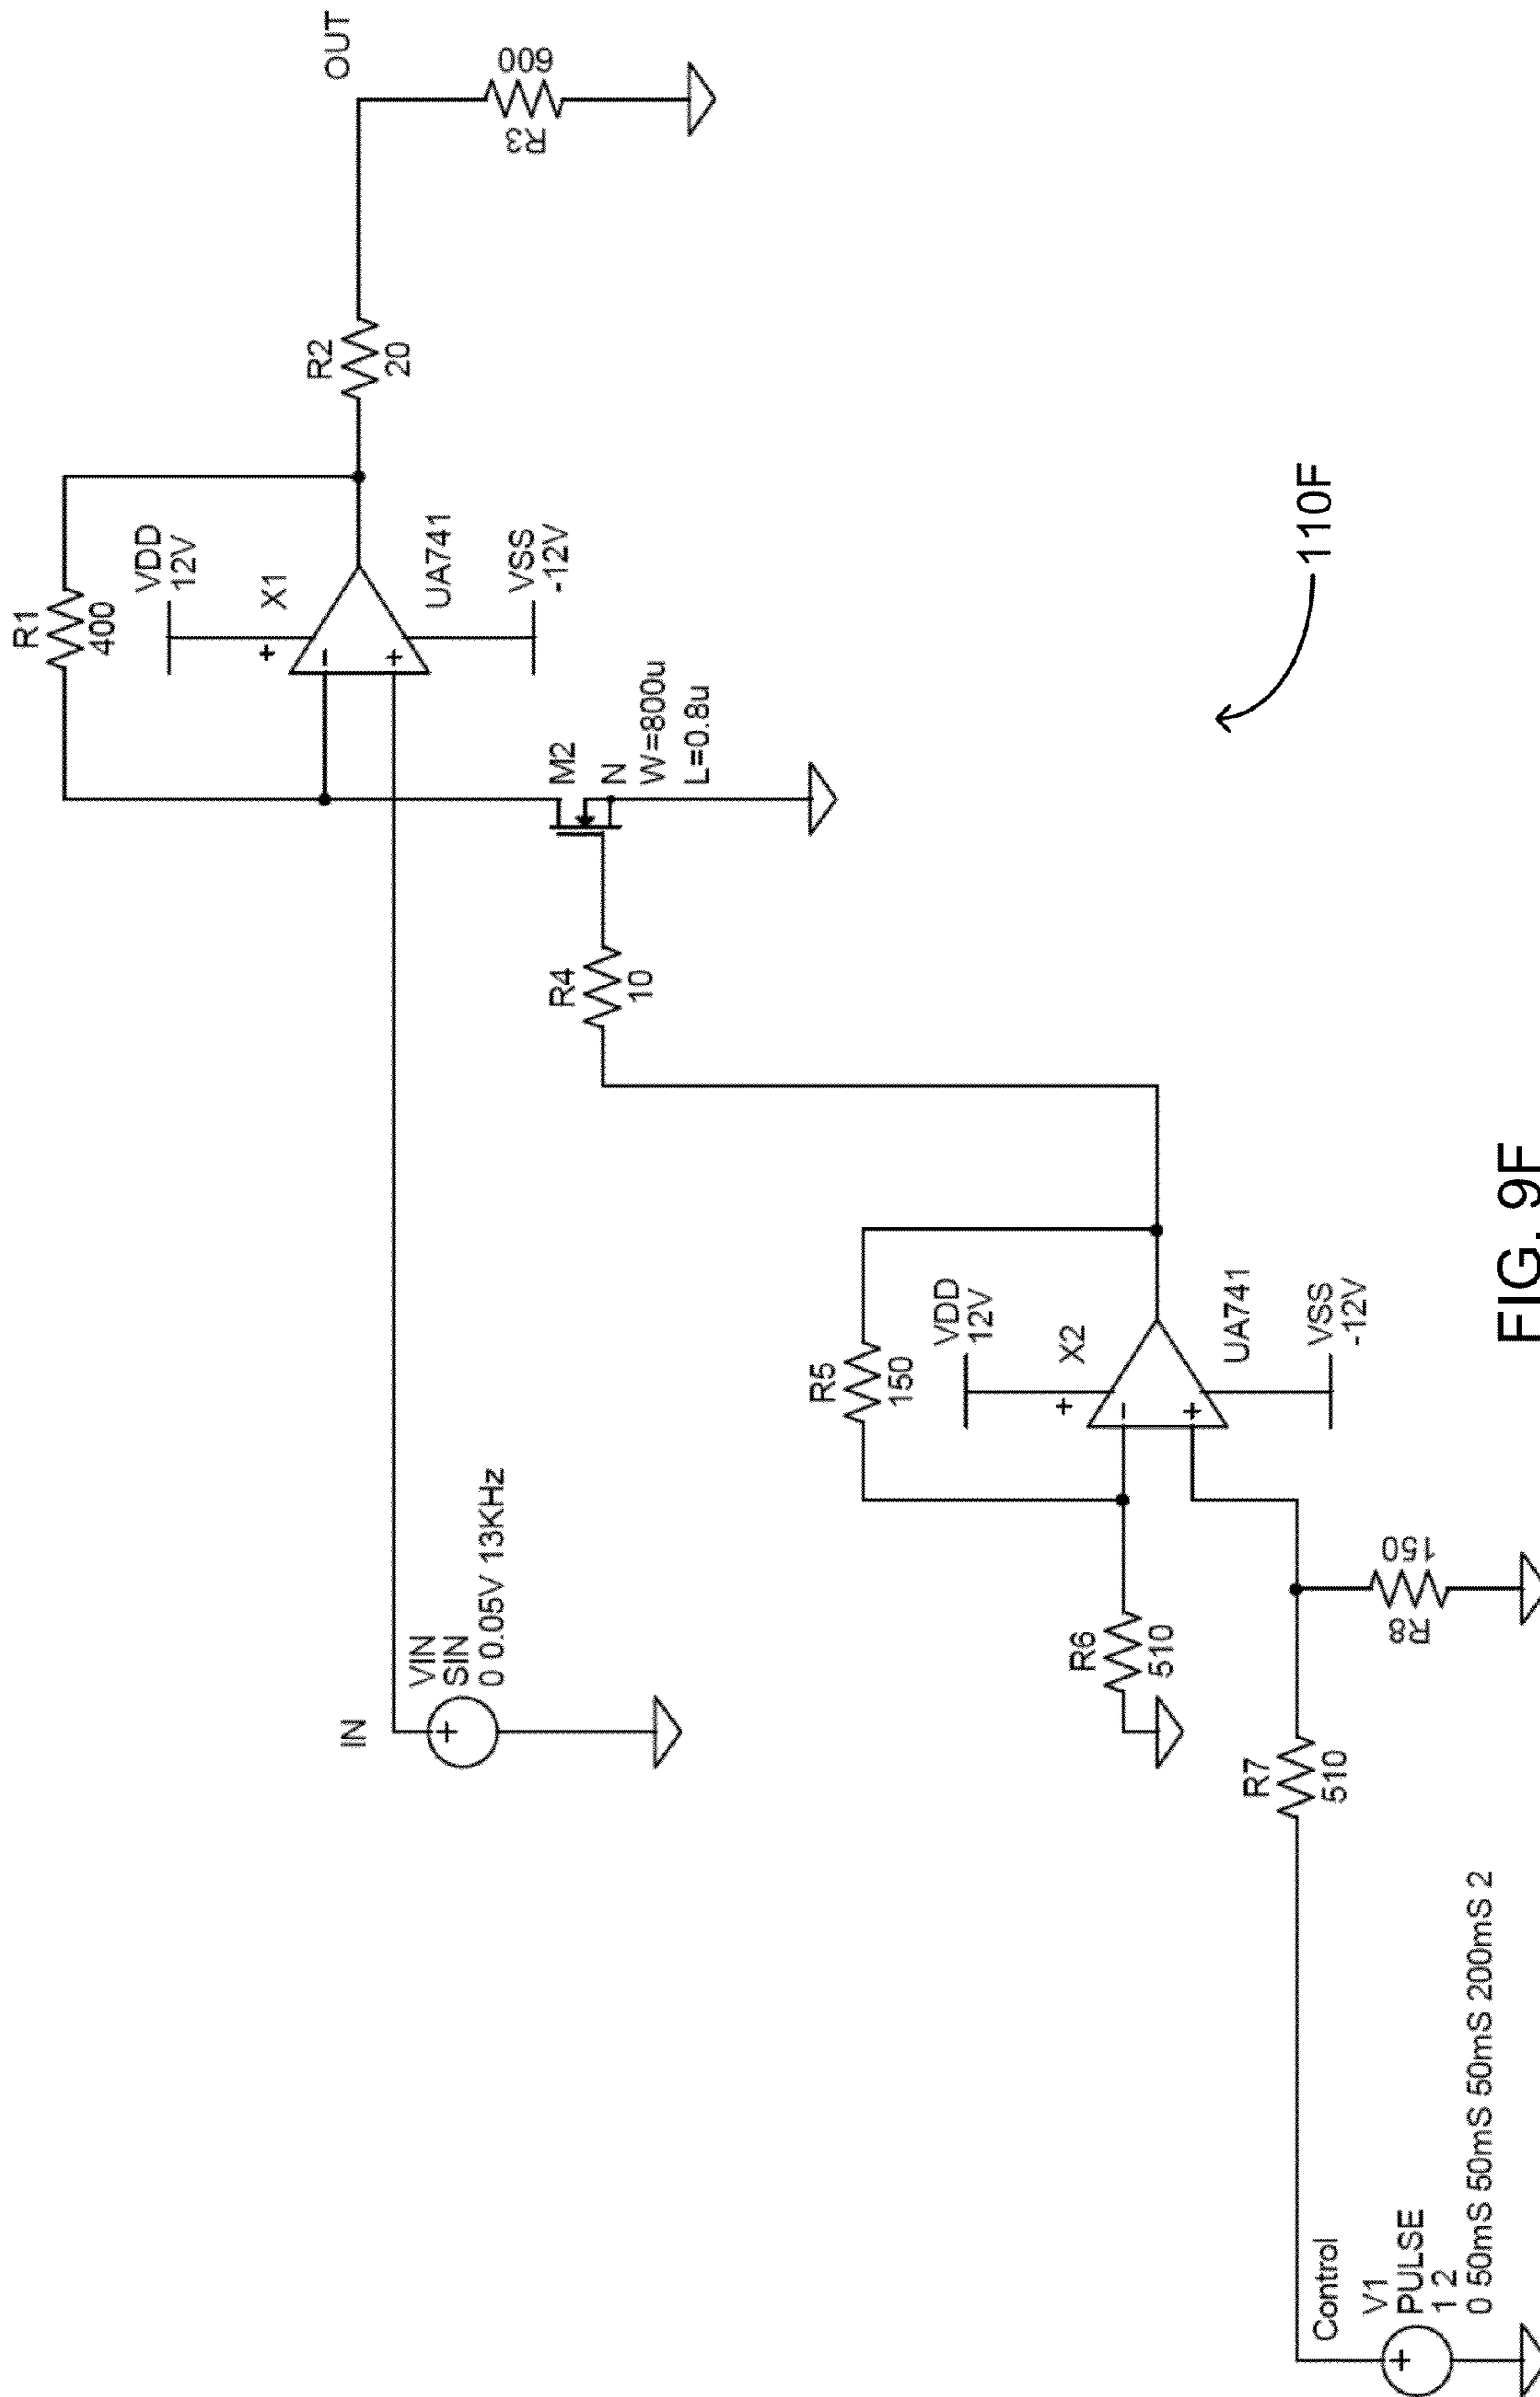 R1
400
VDD
12V
+
X1
-
+
UA741
VSS
-12V
R2
20
OUT
R3
600
M2
N
W=800u
L=0.8u
R4
10
IN
+
VIN
SIN
0 0.05V 13KHz
R5
150
VDD
12V
+
X2
-
+
UA741
VSS
-12V
R6
510
R7
510
R8
150
Control
+
V1
PULSE
1 2
0 50mS 50mS 50mS 200mS 2
110F
FIG. 9F